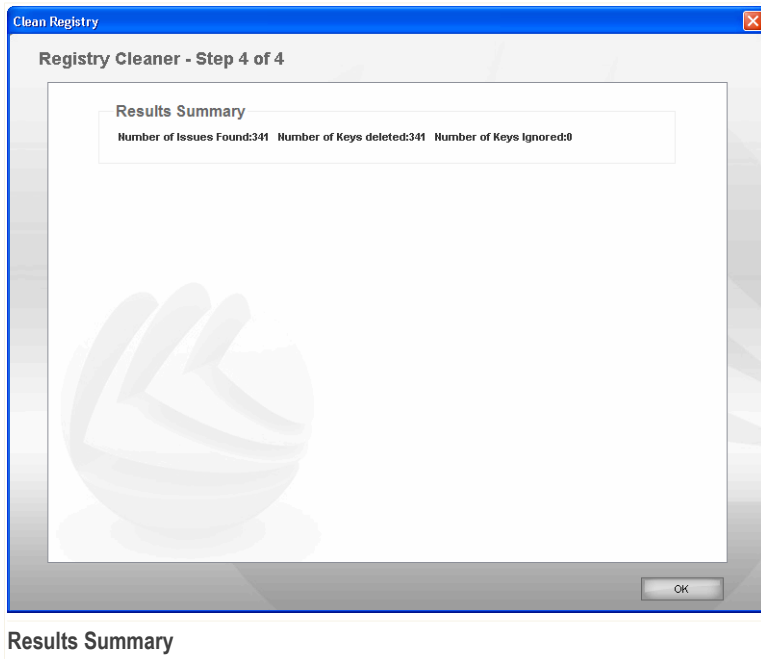 Clean Registry
Registry Cleaner - Step 4 of 4
Results Summary
Number of Issues Found:341 Number of Keys deleted:341 Number of Keys Ignored:0
OK
Results Summary